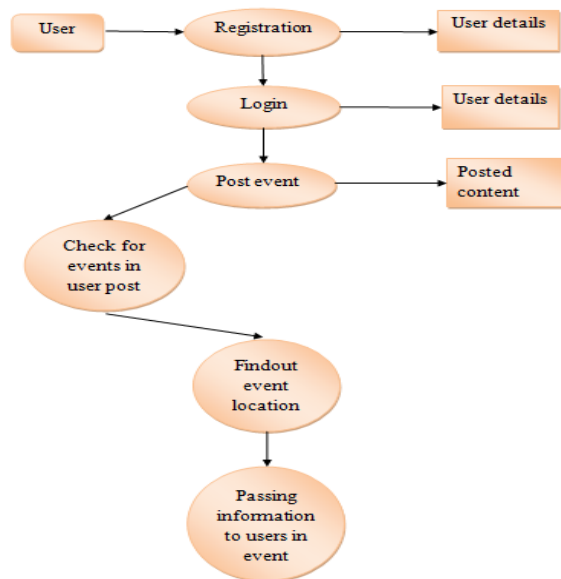 User
Registration
User details
Login
User details
Post event
Posted
content
Check for
events in
user post
Findout
event
location
Passing
information
to users in
event